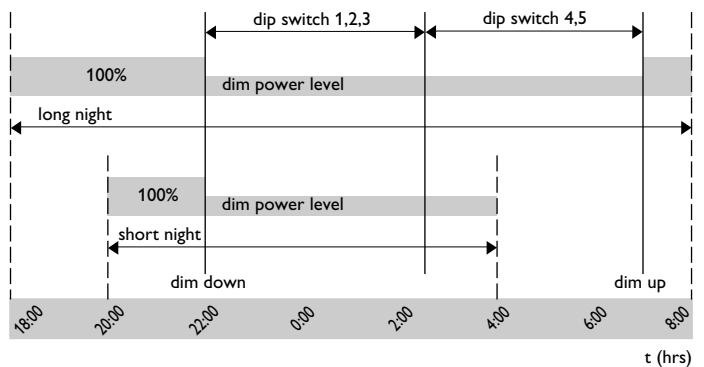 dip switch 1,2,3
dip switch 4,5
100%
dim power level
long night
100%
dim power level
short night
dim down
dim up
18:00
20:00
22:00
0:00
2:00
4:00
6:00
8:00
t (hrs)